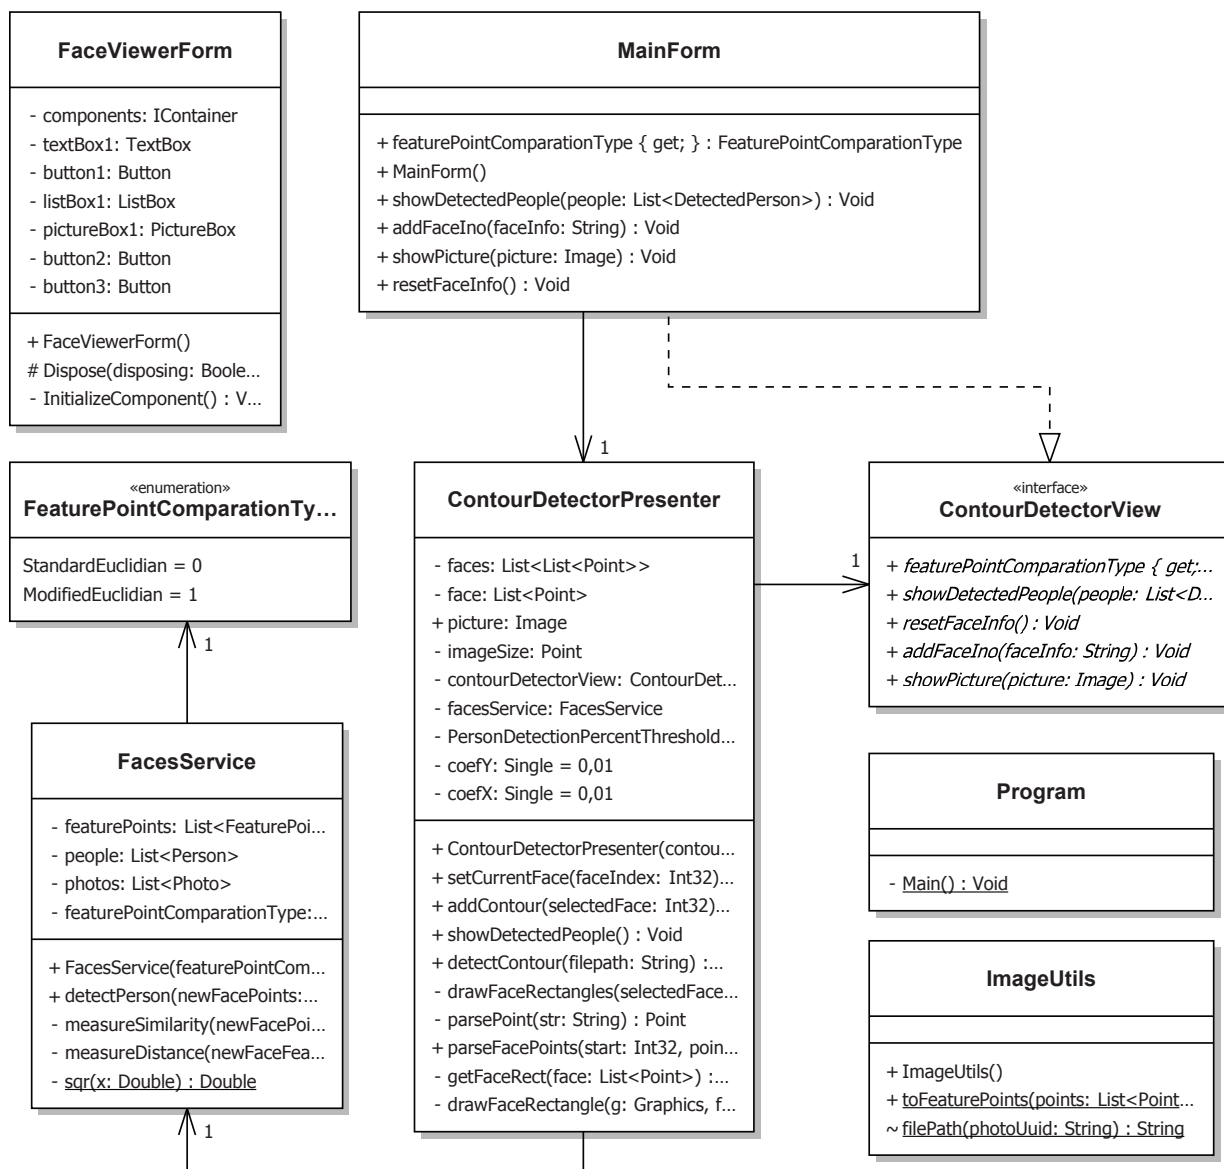 FaceViewerForm
- components: IContainer
- textBox1: TextBox
- button1: Button
- listBox1: ListBox
- pictureBox1: PictureBox
- button2: Button
- button3: Button
+ FaceViewerForm()
# Dispose(disposing: Boole...
- InitializeComponent() : V...
MainForm
+ featurePointComparationType { get; } : FeaturePointComparationType
+ MainForm()
+ showDetectedPeople(people: List<DetectedPerson>) : Void
+ addFaceIno(faceInfo: String) : Void
+ showPicture(picture: Image) : Void
+ resetFaceInfo() : Void
1
«enumeration»
FeaturePointComparationTy...
StandardEuclidian = 0
ModifiedEuclidian = 1
1
FacesService
- featurePoints: List<FeaturePoi...
- people: List<Person>
- photos: List<Photo>
- featurePointComparationType:...
+ FacesService(featurePointCom...
+ detectPerson(newFacePoints:...
- measureSimilarity(newFacePoi...
- measureDistance(newFaceFea...
- sqr(x: Double) : Double
1
ContourDetectorPresenter
- faces: List<List<Point>>
- face: List<Point>
+ picture: Image
- imageSize: Point
- contourDetectorView: ContourDet...
- facesService: FacesService
- PersonDetectionPercentThreshold...
- coefY: Single = 0,01
- coefX: Single = 0,01
+ ContourDetectorPresenter(contou...
+ setCurrentFace(faceIndex: Int32)...
+ addContour(selectedFace: Int32)...
+ showDetectedPeople() : Void
+ detectContour(filepath: String) :...
- drawFaceRectangles(selectedFace...
- parsePoint(str: String) : Point
+ parseFacePoints(start: Int32, poin...
- getFaceRect(face: List<Point>) :...
- drawFaceRectangle(g: Graphics, f...
1
«interface»
ContourDetectorView
+ featurePointComparationType { get;...
+ showDetectedPeople(people: List<D...
+ resetFaceInfo() : Void
+ addFaceIno(faceInfo: String) : Void
+ showPicture(picture: Image) : Void
Program
- Main() : Void
ImageUtils
+ ImageUtils()
+ toFeaturePoints(points: List<Point...
~ filePath(photoUuid: String) : String